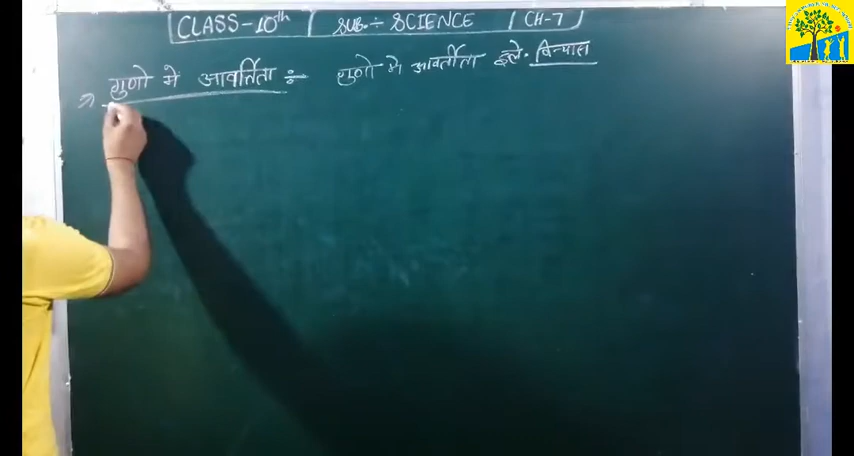 CLASS-10th | SUB÷ SCIENCE | CH-7
गुणो मे आवर्तिता ÷ गुणो मे आवर्तीता इले. विन्यास